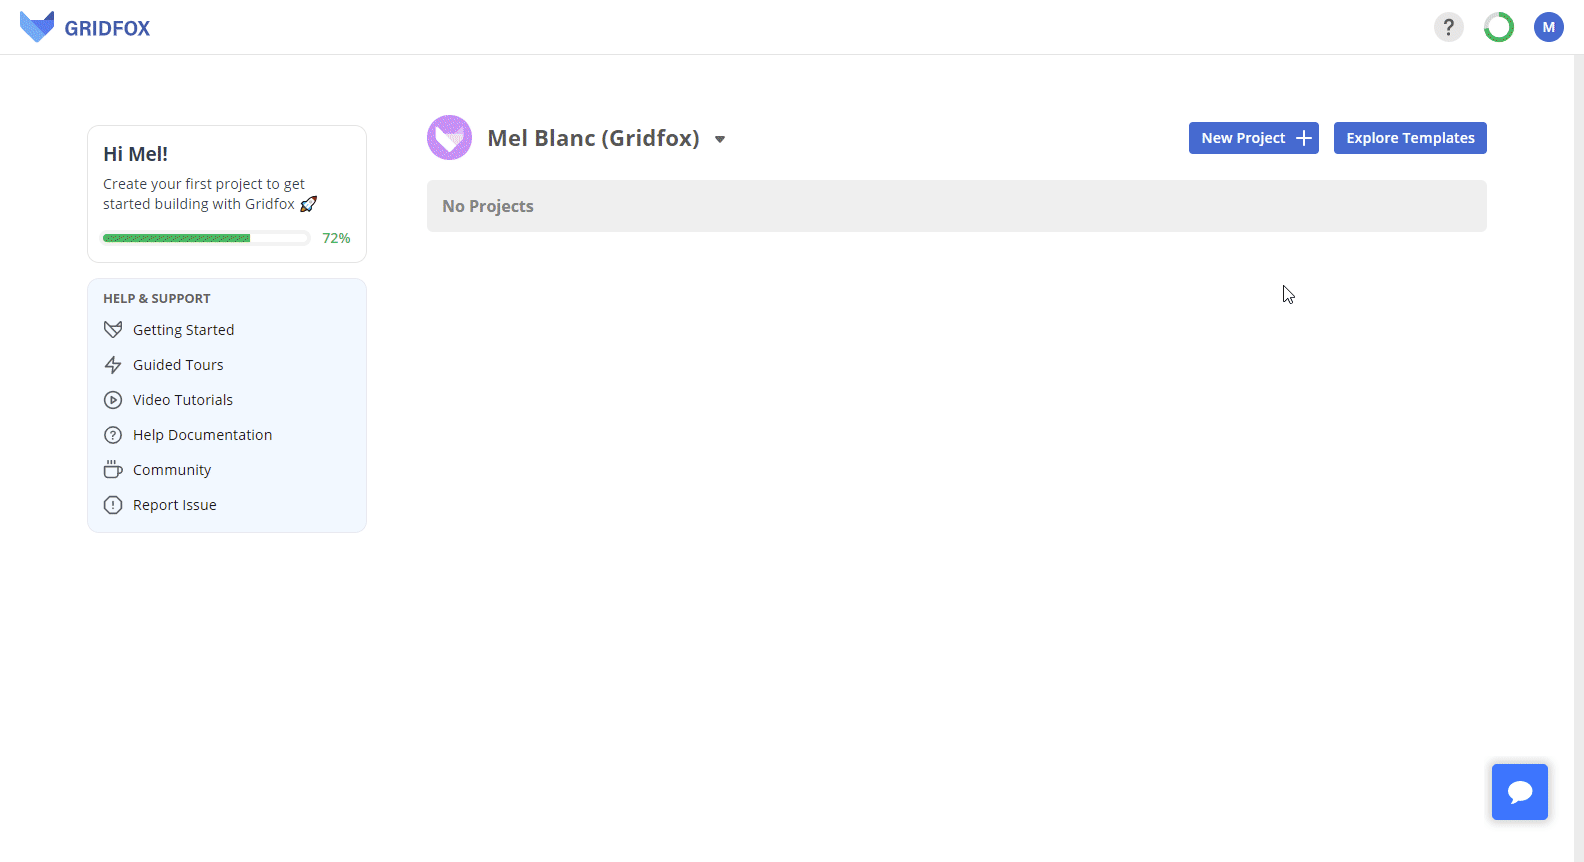 GRIDFOX
?
M
Hi Mel!
Create your first project to get
started building with Gridfox 🚀
72%
HELP & SUPPORT
Getting Started
Guided Tours
Video Tutorials
Help Documentation
Community
Report Issue
Mel Blanc (Gridfox)
New Project
Explore Templates
No Projects